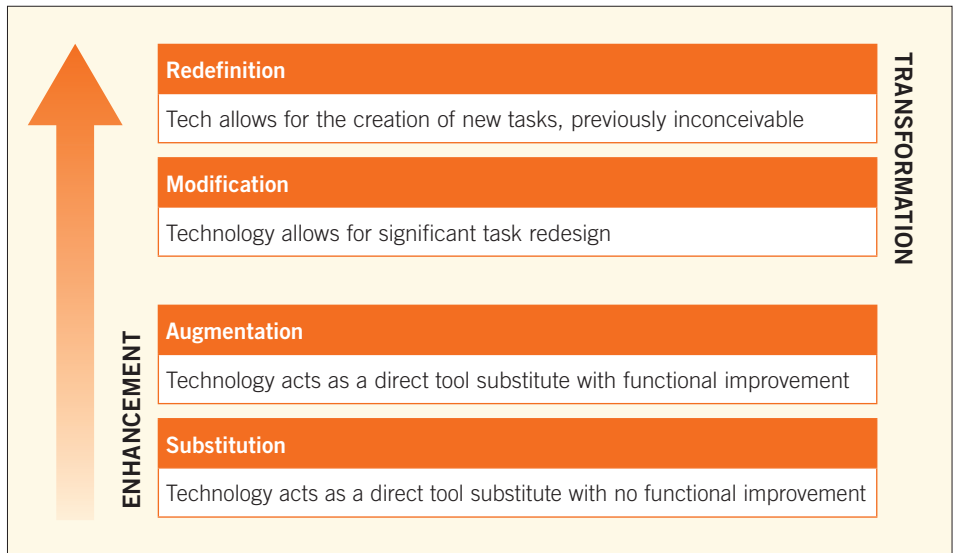 Redefinition
Tech allows for the creation of new tasks, previously inconceivable
Modification
Technology allows for significant task redesign
TRANSFORMATION
Augmentation
Technology acts as a direct tool substitute with functional improvement
Substitution
Technology acts as a direct tool substitute with no functional improvement
ENHANCEMENT